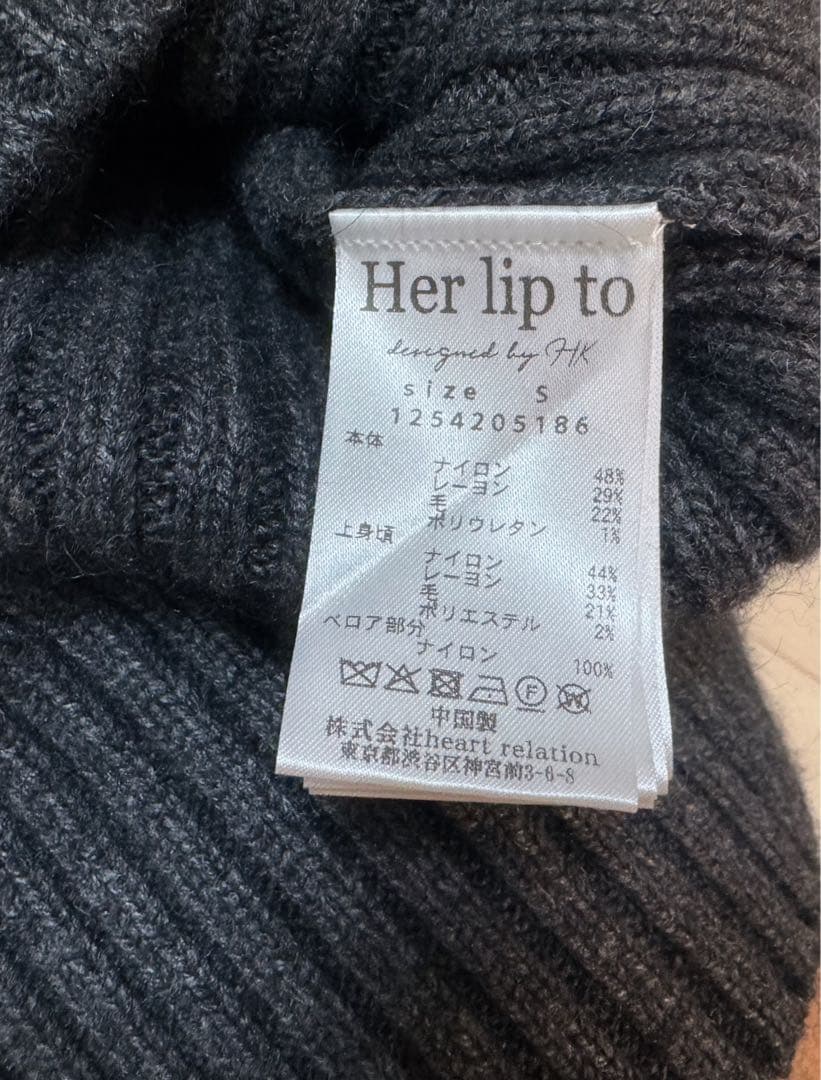 Her lip to
designed by HK
size S
1254205186
本体
ナイロン 48%
レーヨン 29%
毛 22%
ポリウレタン 1%
上身頃
ナイロン 44%
レーヨン 33%
毛 21%
ポリエステル 2%
ベロア部分
ナイロン 100%
F W
中国製
株式会社heart relation
東京都渋谷区神宮前3-6-8